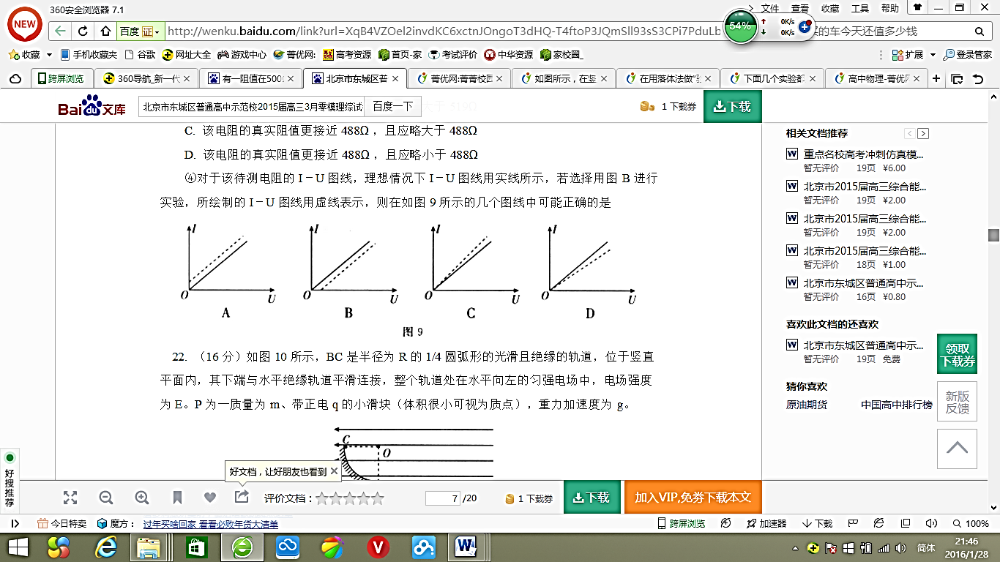 360安全浏览器 7.1
文件 查看 收藏 工具 帮助
NEW
百度 证
http://wenku.baidu.com/link?url=XqB4VZOel2invdKC6xctnJOngoT3dHQ-T4ftoP3JQmSll93sS3CPi7PduLb
54%
0K/s
0K/s
的车今天还值多少钱
收藏 手机收藏夹 谷歌 网址大全 游戏中心 菁优网: 高考资源 首页-家 考试评价 中华资源 家校圈_
扩展 登录管家
跨屏浏览 360导航_新一代 有一阻值在500 北京市东城区普 菁优网:菁菁校园 如图所示，在竖 在用落体法做"验 下面几个实验都 高中物理-菁优网
Bai du 文库
北京市东城区普通高中示范校2015届高三3月零模理综试 百度一下
1 下载券
下载
C. 该电阻的真实阻值更接近 488Ω ，且应略大于 488Ω
D. 该电阻的真实阻值更接近 488Ω ，且应略小于 488Ω
④对于该待测电阻的 I－U 图线，理想情况下 I－U 图线用实线所示，若选择用图 B 进行
实验，所绘制的 I－U 图线用虚线表示，则在如图 9 所示的几个图线中可能正确的是
I I I I
O U O U O U O U
A B C D
图 9
22. （16 分）如图 10 所示，BC 是半径为 R 的 1/4 圆弧形的光滑且绝缘的轨道，位于竖直
平面内，其下端与水平绝缘轨道平滑连接，整个轨道处在水平向左的匀强电场中，电场强度
为 E。P 为一质量为 m、带正电 q 的小滑块（体积很小可视为质点），重力加速度为 g。
C
O
相关文档推荐
重点名校高考冲刺仿真模...
暂无评价 19页 ¥6.00
北京市2015届高三综合能...
暂无评价 19页 ¥2.00
北京市2015届高三综合能...
暂无评价 19页 ¥2.00
北京市2015届高三综合能...
暂无评价 18页 ¥1.00
北京市东城区普通高中示...
暂无评价 16页 ¥0.80
喜欢此文档的还喜欢
北京市东城区普通高中示...
暂无评价 19页 免费
猜你喜欢
原油期货 中国高中排行榜
领取
下载券
新版
反馈
好搜推荐
好文档，让好朋友也看到
评价文档：
7 /20
1 下载券
下载
加入VIP,免券下载本文
今日特卖 魔方： 过年买啥回家 看看必败年货大清单
跨屏浏览 加速器 下载 100%
简体
21:46
2016/1/28